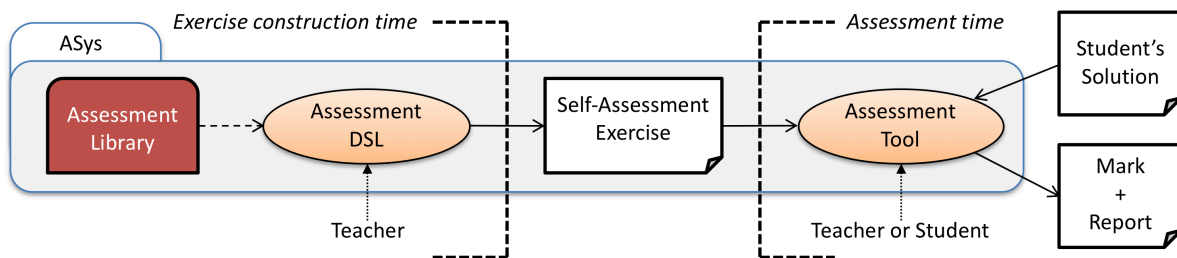 Exercise construction time
Assessment time
ASys
Assessment
Library
Assessment
DSL
Self-Assessment
Exercise
Assessment
Tool
Student's
Solution
Mark
+
Report
Teacher
Teacher or Student